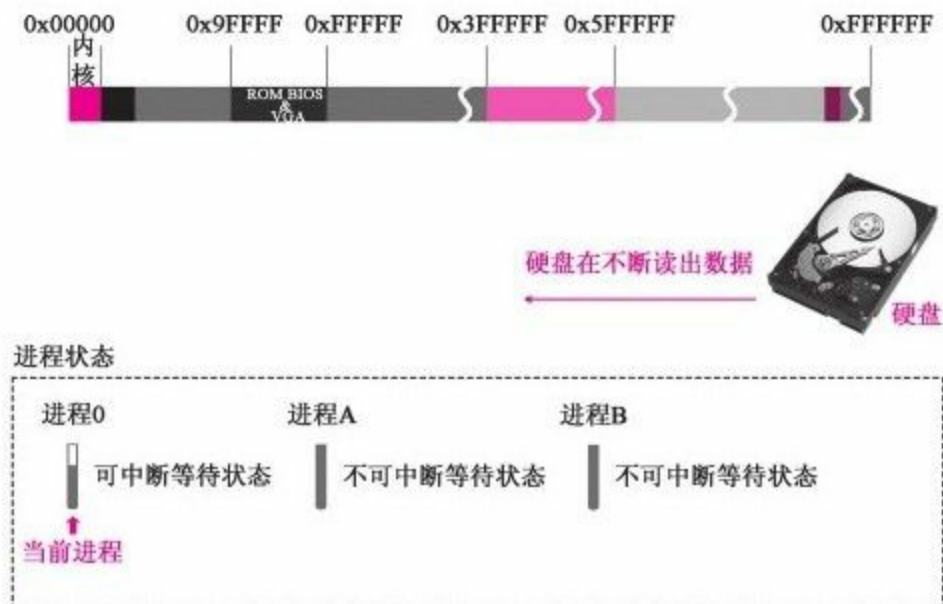 0x00000 0x9FFFF 0xFFFFF 0x3FFFFF 0x5FFFFF 0xFFFFFF
内核
ROM BIOS
&
VGA
硬盘在不断读出数据
硬盘
进程状态
进程0 进程A 进程B
可中断等待状态 不可中断等待状态 不可中断等待状态
当前进程